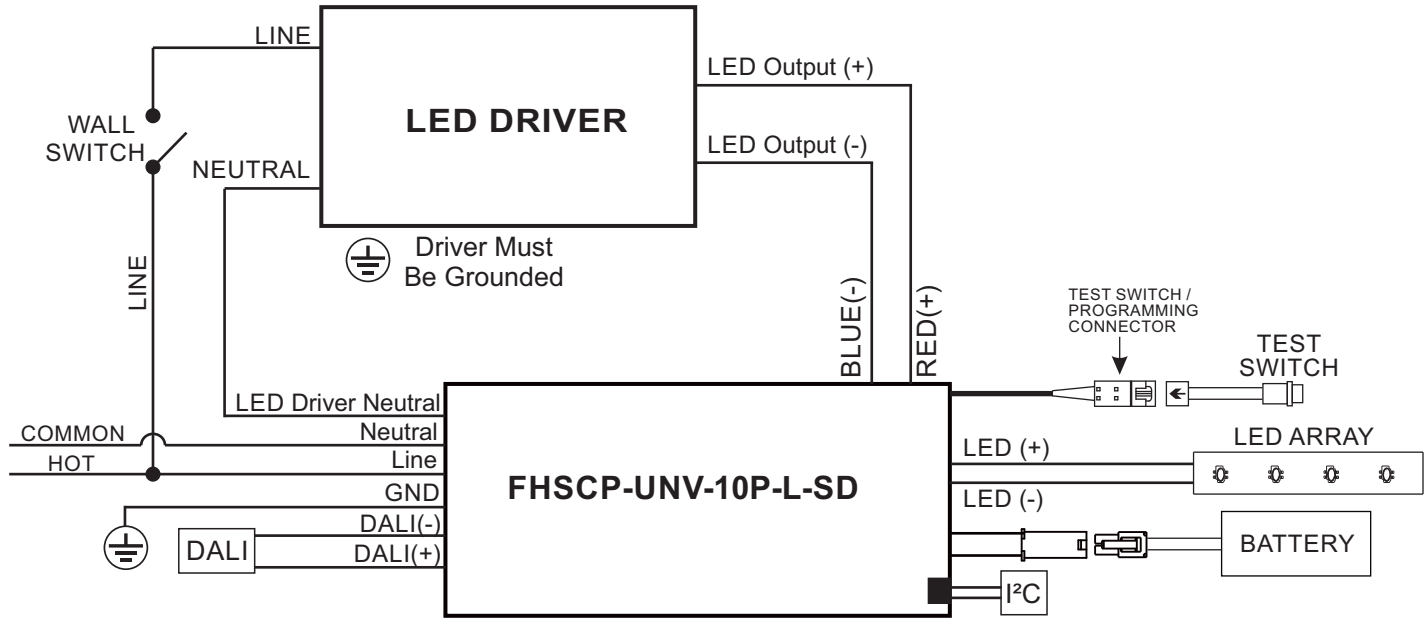 LINE
LED Output (+)
LED DRIVER
WALL
SWITCH
LED Output (-)
NEUTRAL
Driver Must
Be Grounded
LINE
BLUE(-)
RED(+)
TEST SWITCH /
PROGRAMMING
CONNECTOR
TEST
SWITCH
LED Driver Neutral
COMMON
Neutral
HOT
Line
GND
DALI(-)
DALI(+)
DALI
FHSCP-UNV-10P-L-SD
LED (+)
LED (-)
LED ARRAY
BATTERY
I²C